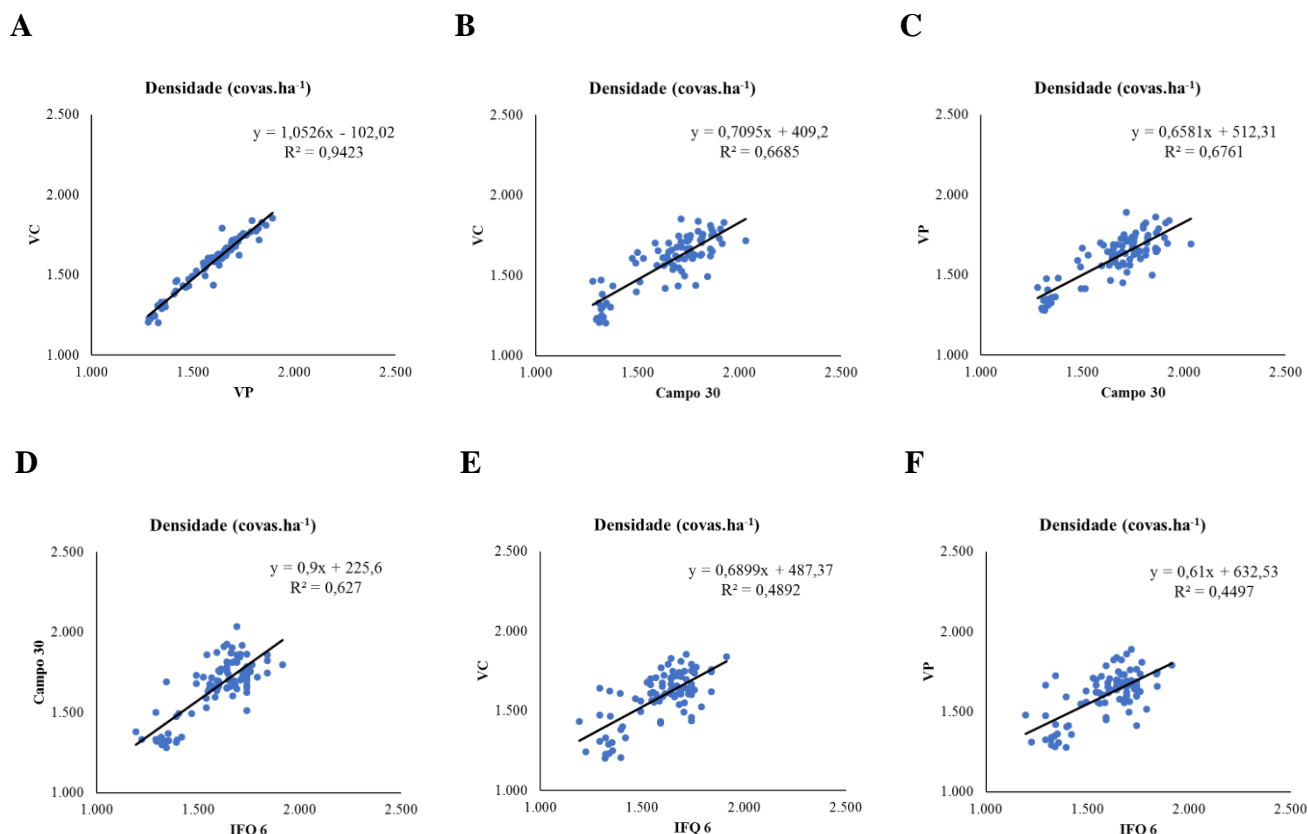 A
Densidade (covas.ha⁻¹)
y = 1,0526x - 102,02
R² = 0,9423
2.500
2.000
1.500
1.000
VC
1.000 1.500 2.000 2.500
VP
B
Densidade (covas.ha⁻¹)
y = 0,7095x + 409,2
R² = 0,6685
2.500
2.000
1.500
1.000
VC
1.000 1.500 2.000 2.500
Campo 30
C
Densidade (covas.ha⁻¹)
y = 0,6581x + 512,31
R² = 0,6761
2.500
2.000
1.500
1.000
VP
1.000 1.500 2.000 2.500
Campo 30
D
Densidade (covas.ha⁻¹)
y = 0,9x + 225,6
R² = 0,627
2.500
2.000
1.500
1.000
Campo 30
1.000 1.500 2.000 2.500
IFQ 6
E
Densidade (covas.ha⁻¹)
y = 0,6899x + 487,37
R² = 0,4892
2.500
2.000
1.500
1.000
VC
1.000 1.500 2.000 2.500
IFQ 6
F
Densidade (covas.ha⁻¹)
y = 0,61x + 632,53
R² = 0,4497
2.500
2.000
1.500
1.000
VP
1.000 1.500 2.000 2.500
IFQ 6